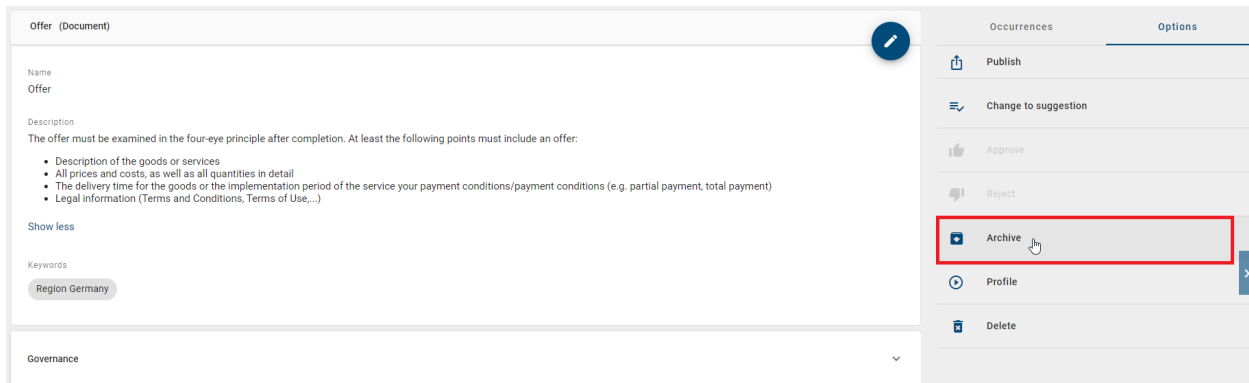 Offer (Document)
Name
Offer
Description
The offer must be examined in the four-eye principle after completion. At least the following points must include an offer:
Description of the goods or services
All prices and costs, as well as all quantities in detail
The delivery time for the goods or the implementation period of the service your payment conditions/payment conditions (e.g. partial payment, total payment)
Legal information (Terms and Conditions, Terms of Use,...)
Show less
Keywords
Region Germany
Governance
Occurrences
Options
Publish
Change to suggestion
Approve
Reject
Archive
Profile
Delete